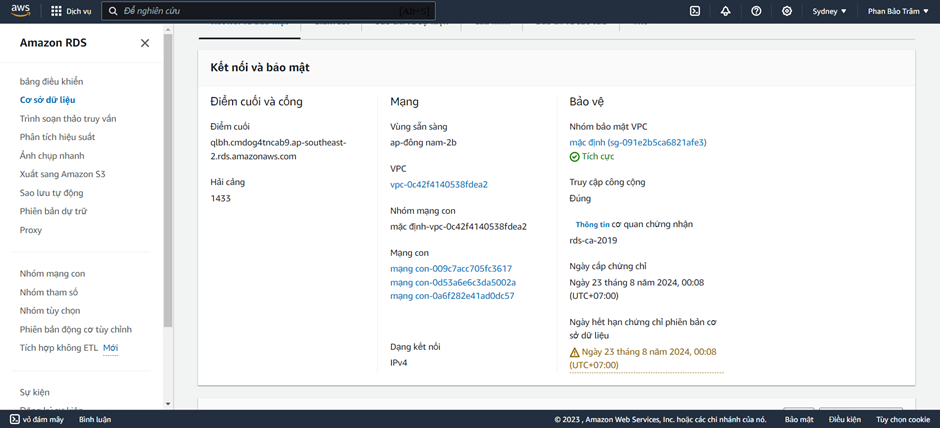 aws
Dịch vụ
Để nghiên cứu
[Alt+S]
Sydney
Phan Bảo Trâm
Amazon RDS
bảng điều khiển
Cơ sở dữ liệu
Trình soạn thảo truy vấn
Phân tích hiệu suất
Ảnh chụp nhanh
Xuất sang Amazon S3
Sao lưu tự động
Phiên bản dự trữ
Proxy
Nhóm mạng con
Nhóm tham số
Nhóm tùy chọn
Phiên bản động cơ tùy chỉnh
Tích hợp không ETL Mới
Sự kiện
Kết nối và bảo mật
Điểm cuối và cổng
Điểm cuối
qlbh.cmdog4tncab9.ap-southeast-
2.rds.amazonaws.com
Hải cảng
1433
Mạng
Vùng sẵn sàng
ap-đông nam-2b
VPC
vpc-0c42f4140538fdea2
Nhóm mạng con
mặc định-vpc-0c42f4140538fdea2
Mạng con
mạng con-009c7acc705fc3617
mạng con-0d53a6e6c3da5002a
mạng con-0a6f282e41ad0dc57
Dạng kết nối
IPv4
Bảo vệ
Nhóm bảo mật VPC
mặc định (sg-091e2b5ca6821afe3)
Tích cực
Truy cập công cộng
Đúng
Thông tin cơ quan chứng nhận
rds-ca-2019
Ngày cấp chứng chỉ
Ngày 23 tháng 8 năm 2024, 00:08
(UTC+07:00)
Ngày hết hạn chứng chỉ phiên bản cơ
sở dữ liệu
Ngày 23 tháng 8 năm 2024, 00:08
(UTC+07:00)
vỏ đám mây
Bình luận
© 2023 , Amazon Web Services, Inc. hoặc các chi nhánh của nó.
Bảo mật
Điều kiện
Tùy chọn cookie